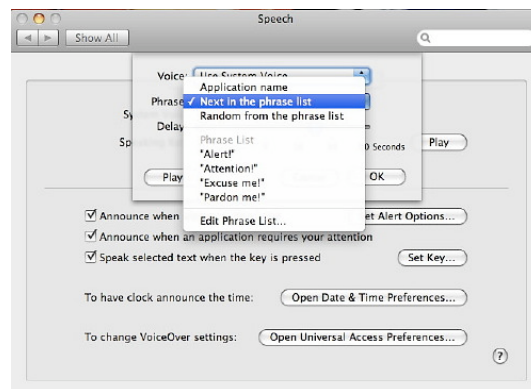 Speech
Show All
Voice: Use System Voice
Application name
Phrase ✓ Next in the phrase list
Random from the phrase list
Delay
Phrase List
"Alert!"
Seconds Play
"Attention!"
"Excuse me!"
Play OK
"Pardon me!"
Edit Phrase List...
Announce when Alert Options...
Announce when an application requires your attention
Speak selected text when the key is pressed Set Key...
To have clock announce the time: Open Date & Time Preferences...
To change VoiceOver settings: Open Universal Access Preferences...
?